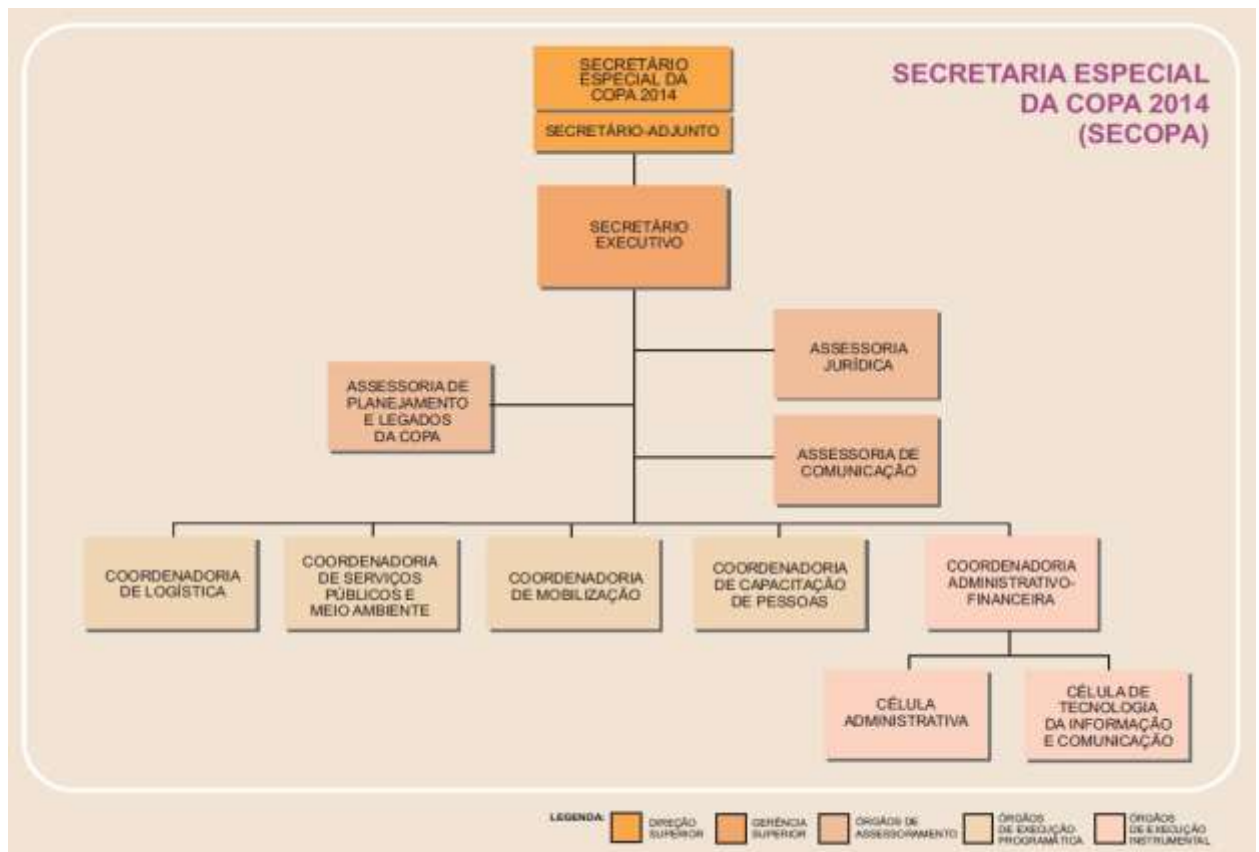 SECRETARIA ESPECIAL
DA COPA 2014
(SECOPA)
SECRETÁRIO
ESPECIAL DA
COPA 2014
SECRETÁRIO-ADJUNTO
SECRETÁRIO
EXECUTIVO
ASSESSORIA
JURÍDICA
ASSESSORIA DE
PLANEJAMENTO
E LEGADOS
DA COPA
ASSESSORIA DE
COMUNICAÇÃO
COORDENADORIA
DE LOGÍSTICA
COORDENADORIA
DE SERVIÇOS
PÚBLICOS E
MEIO AMBIENTE
COORDENADORIA
DE MOBILIZAÇÃO
COORDENADORIA
DE CAPACITAÇÃO
DE PESSOAS
COORDENADORIA
ADMINISTRATIVO-
FINANCEIRA
CÉLULA
ADMINISTRATIVA
CÉLULA DE
TECNOLOGIA
DA INFORMAÇÃO
E COMUNICAÇÃO
LEGENDA:
DIREÇÃO
SUPERIOR
GERÊNCIA
SUPERIOR
ÓRGÃOS DE
ASSESSORAMENTO
ÓRGÃOS
DE EXECUÇÃO
PROGRAMÁTICA
ÓRGÃOS
DE EXECUÇÃO
INSTRUMENTAL